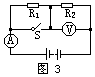 R₁ R₂
S V
A
图 3